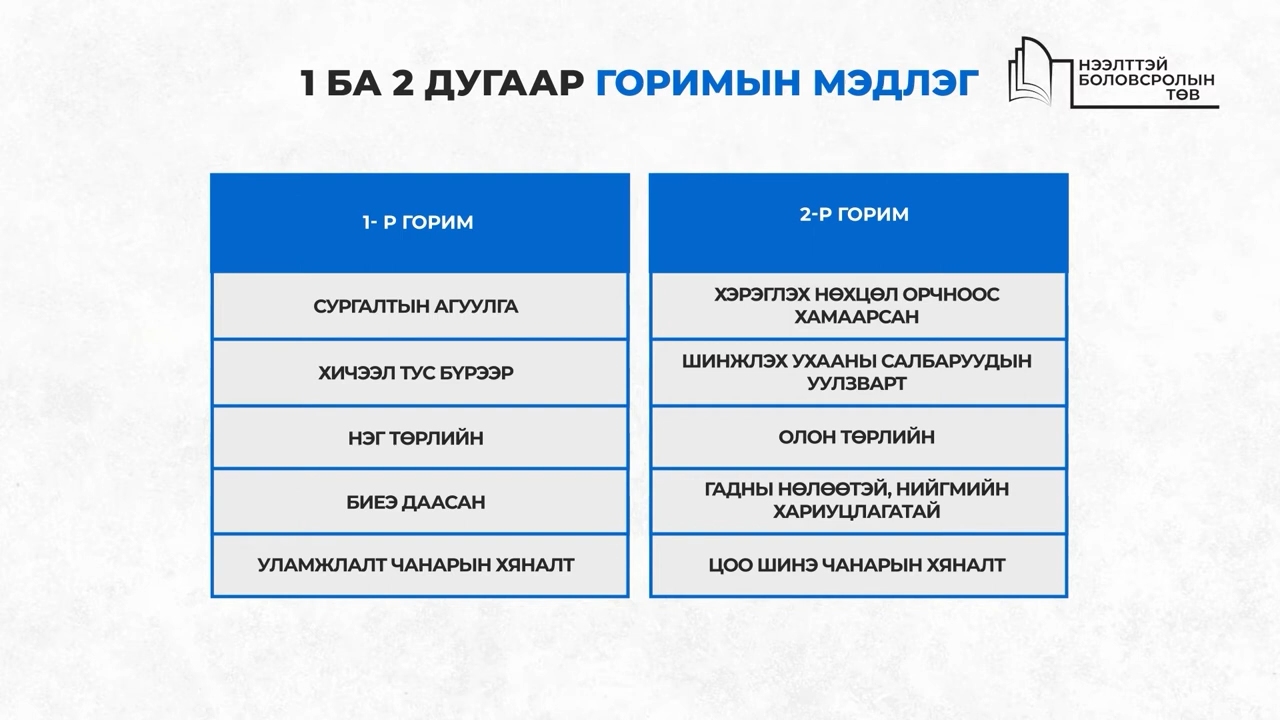 1 БА 2 ДУГААР ГОРИМЫН МЭДЛЭГ
НЭЭЛТТЭЙ
БОЛОВСРОЛЫН
ТӨВ
1- Р ГОРИМ
СУРГАЛТЫН АГУУЛГА
ХИЧЭЭЛ ТУС БҮРЭЭР
НЭГ ТӨРЛИЙН
БИЕЭ ДААСАН
УЛАМЖЛАЛТ ЧАНАРЫН ХЯНАЛТ
2-Р ГОРИМ
ХЭРЭГЛЭХ НӨХЦӨЛ ОРЧНООС
ХАМААРСАН
ШИНЖЛЭХ УХААНЫ САЛБАРУУДЫН
УУЛЗВАРТ
ОЛОН ТӨРЛИЙН
ГАДНЫ НӨЛӨӨТЭЙ, НИЙГМИЙН
ХАРИУЦЛАГАТАЙ
ЦОО ШИНЭ ЧАНАРЫН ХЯНАЛТ